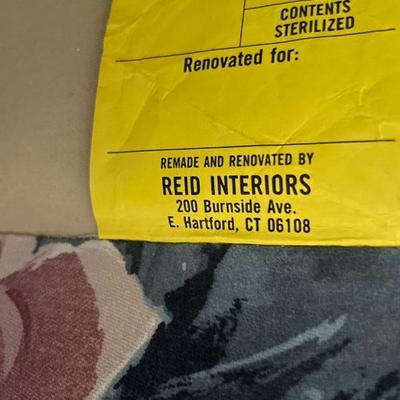 CONTENTS
STERILIZED
Renovated for:
REMADE AND RENOVATED BY
REID INTERIORS
200 Burnside Ave.
E. Hartford, CT 06108